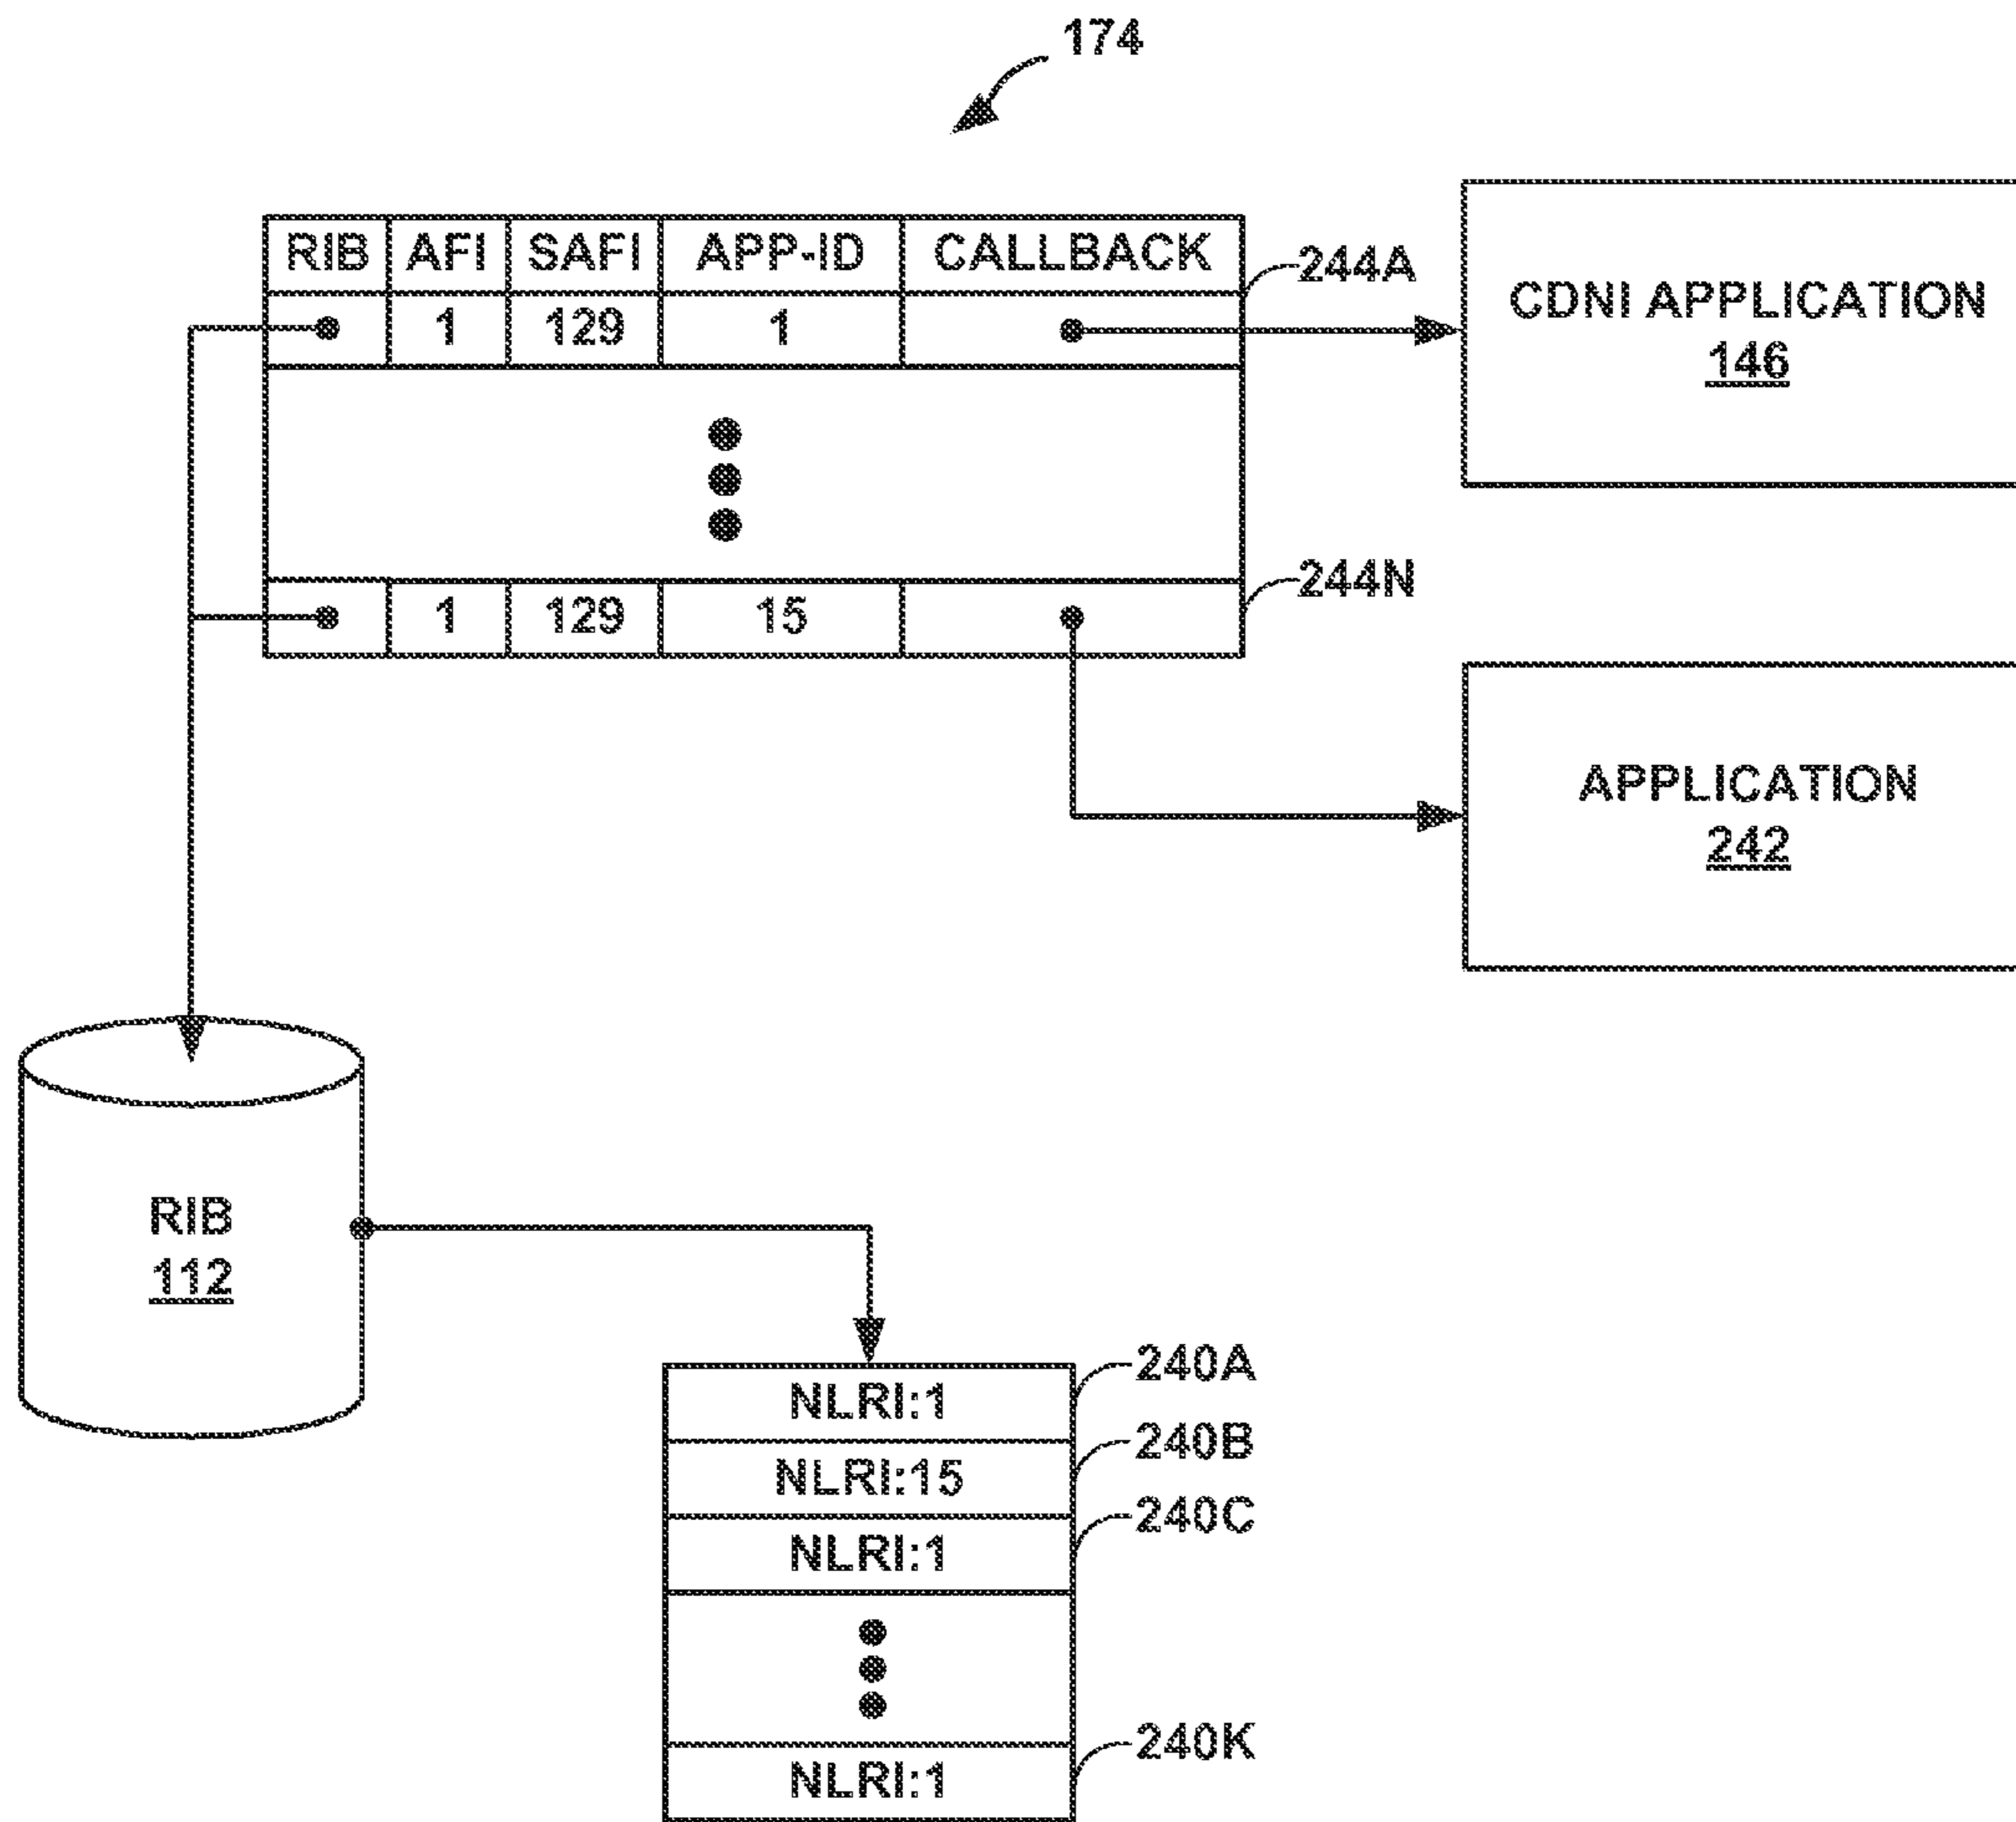 174
RIB AFI SAFI APP-ID CALLBACK
244A
1 129 1
CDNI APPLICATION
146
244N
1 129 15
APPLICATION
242
RIB
112
240A
NLRI:1
240B
NLRI:15
240C
NLRI:1
240K
NLRI:1